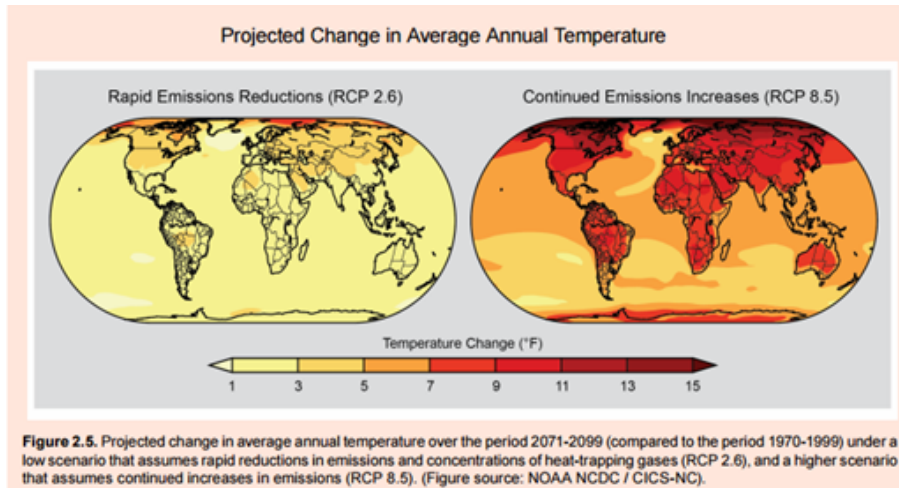 Projected Change in Average Annual Temperature
Rapid Emissions Reductions (RCP 2.6)
Continued Emissions Increases (RCP 8.5)
Temperature Change (°F)
1 3 5 7 9 11 13 15
Figure 2.5. Projected change in average annual temperature over the period 2071-2099 (compared to the period 1970-1999) under a
low scenario that assumes rapid reductions in emissions and concentrations of heat-trapping gases (RCP 2.6), and a higher scenario
that assumes continued increases in emissions (RCP 8.5). (Figure source: NOAA NCDC / CICS-NC).